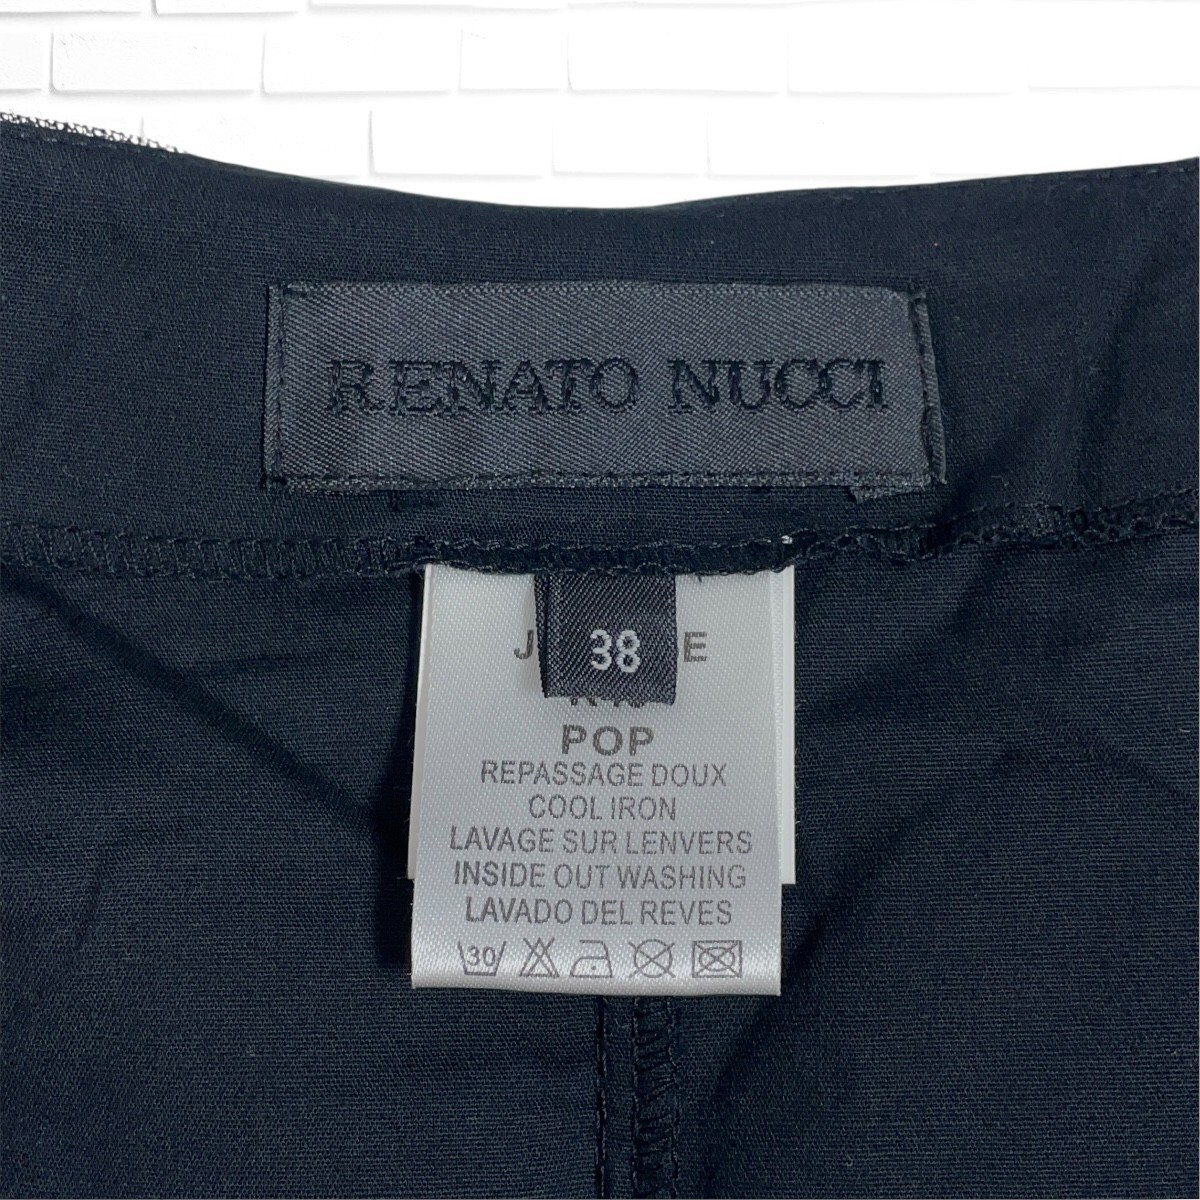 RENATO NUCCI
38
POP
REPASSAGE DOUX
COOL IRON
LAVAGE SUR LENVERS
INSIDE OUT WASHING
LAVADO DEL REVES
30